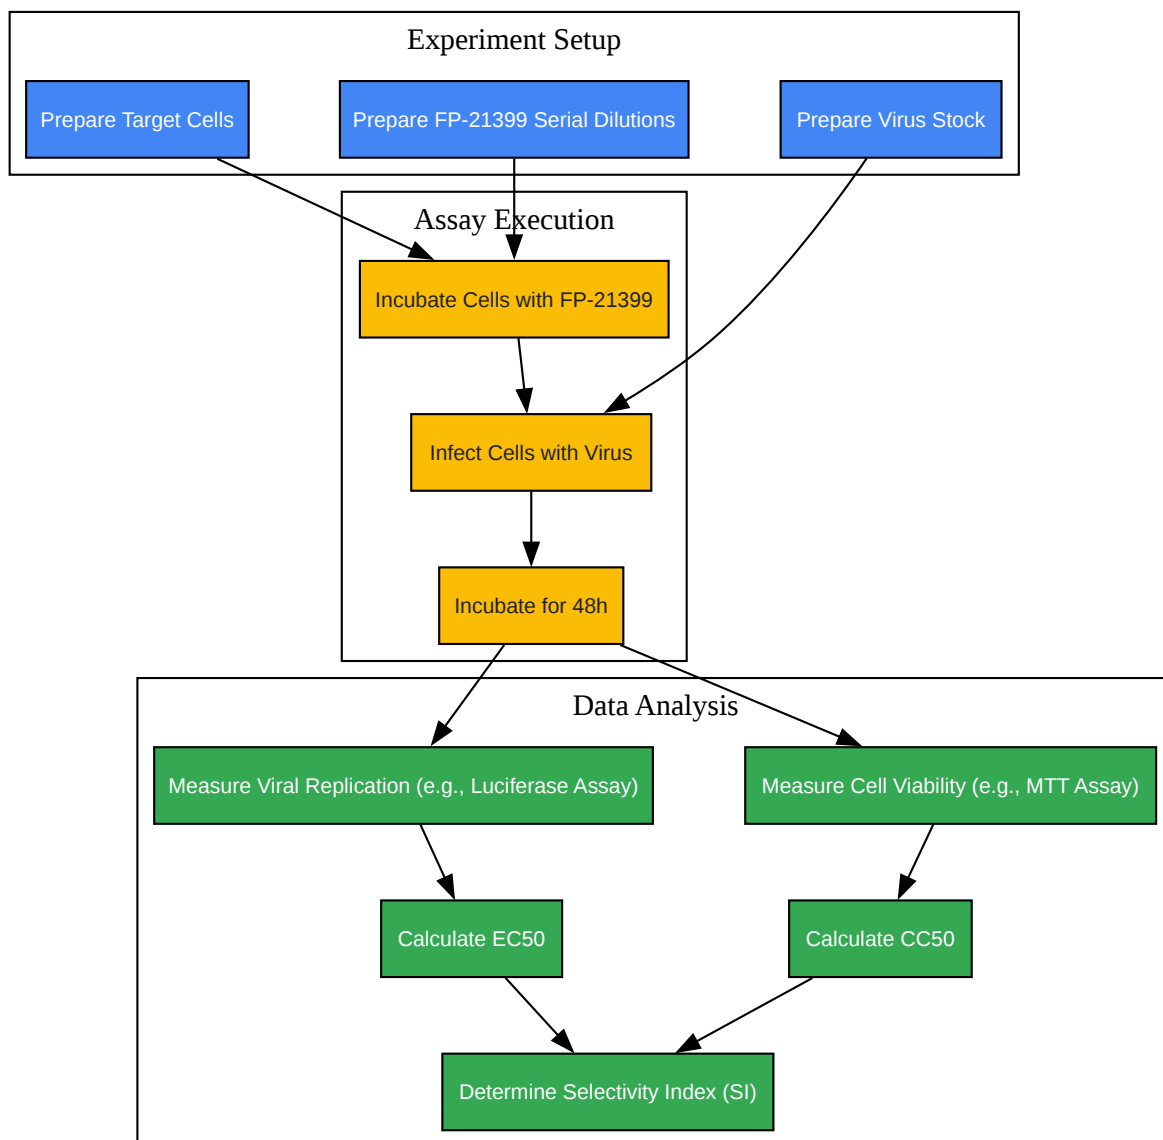 Experiment Setup
Prepare Target Cells
Prepare FP-21399 Serial Dilutions
Prepare Virus Stock
Assay Execution
Incubate Cells with FP-21399
Infect Cells with Virus
Incubate for 48h
Data Analysis
Measure Viral Replication (e.g., Luciferase Assay)
Measure Cell Viability (e.g., MTT Assay)
Calculate EC50
Calculate CC50
Determine Selectivity Index (SI)